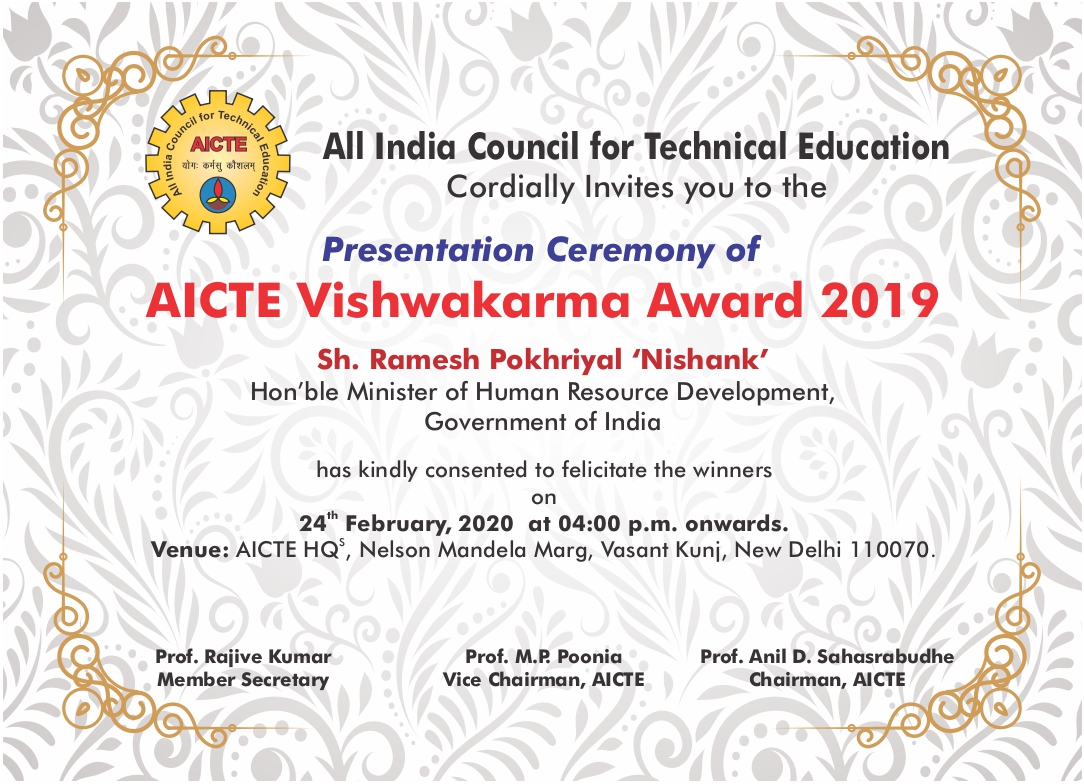 All India Council for Technical Education
AICTE
योगः कर्मसु कौशलम्
All India Council for Technical Education
Cordially Invites you to the
Presentation Ceremony of
AICTE Vishwakarma Award 2019
Sh. Ramesh Pokhriyal ‘Nishank’
Hon’ble Minister of Human Resource Development,
Government of India
has kindly consented to felicitate the winners
on
24th February, 2020 at 04:00 p.m. onwards.
Venue: AICTE HQS, Nelson Mandela Marg, Vasant Kunj, New Delhi 110070.
Prof. Rajive Kumar
Member Secretary
Prof. M.P. Poonia
Vice Chairman, AICTE
Prof. Anil D. Sahasrabudhe
Chairman, AICTE